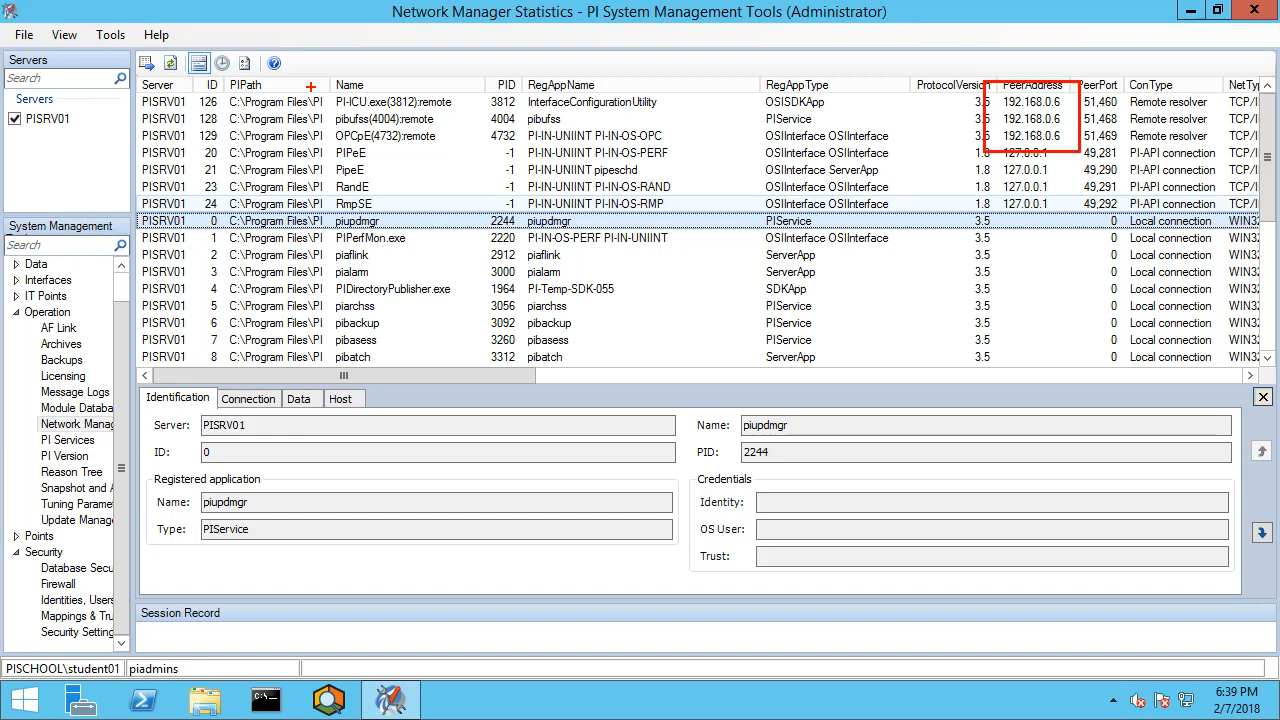 Network Manager Statistics - PI System Management Tools (Administrator)
File View Tools Help
Servers
Search
Servers
PISRV01
Server ID PIPath Name PID RegAppName RegAppType ProtocolVersion PeerAddress PeerPort ConType NetTy
PISRV01 126 C:\Program Files\PI PI-ICU.exe(3812):remote 3812 InterfaceConfigurationUtility OSISDKApp 3.5 192.168.0.6 51,460 Remote resolver TCP/I
PISRV01 128 C:\Program Files\PI pibufss(4004):remote 4004 pibufss PIService 3.5 192.168.0.6 51,468 Remote resolver TCP/I
PISRV01 129 C:\Program Files\PI OPCpE(4732):remote 4732 PI-IN-UNIINT PI-IN-OS-OPC OSIInterface OSIInterface 3.5 192.168.0.6 51,469 Remote resolver TCP/I
PISRV01 20 C:\Program Files\PI PIPeE -1 PI-IN-UNIINT PI-IN-OS-PERF OSIInterface OSIInterface 1.8 127.0.0.1 49,281 PI-API connection TCP/I
PISRV01 21 C:\Program Files\PI PIpeE -1 PI-IN-UNIINT pipeschd OSIInterface ServerApp 1.8 127.0.0.1 49,290 PI-API connection TCP/I
PISRV01 23 C:\Program Files\PI RandE -1 PI-IN-UNIINT PI-IN-OS-RAND OSIInterface OSIInterface 1.8 127.0.0.1 49,291 PI-API connection TCP/I
PISRV01 24 C:\Program Files\PI RmpSE -1 PI-IN-UNIINT PI-IN-OS-RMP OSIInterface OSIInterface 1.8 127.0.0.1 49,292 PI-API connection TCP/I
PISRV01 0 C:\Program Files\PI piupdmgr 2244 piupdmgr PIService 3.5 0 Local connection WIN32
PISRV01 1 C:\Program Files\PI PIPerfMon.exe 2220 PI-IN-OS-PERF PI-IN-UNIINT OSIInterface OSIInterface 3.5 0 Local connection WIN32
PISRV01 2 C:\Program Files\PI piaflink 2912 piaflink ServerApp 3.5 0 Local connection WIN32
PISRV01 3 C:\Program Files\PI pialarm 3000 pialarm ServerApp 3.5 0 Local connection WIN32
PISRV01 4 C:\Program Files\PI PIDirectoryPublisher.exe 1964 PI-Temp-SDK-055 SDKApp 3.5 0 Local connection WIN32
PISRV01 5 C:\Program Files\PI piarchss 3056 piarchss PIService 3.5 0 Local connection WIN32
PISRV01 6 C:\Program Files\PI pibackup 3092 pibackup PIService 3.5 0 Local connection WIN32
PISRV01 7 C:\Program Files\PI pibasess 3260 pibasess PIService 3.5 0 Local connection WIN32
PISRV01 8 C:\Program Files\PI pibatch 3312 pibatch ServerApp 3.5 0 Local connection WIN32
System Management
Search
Data
Interfaces
IT Points
Operation
AF Link
Archives
Backups
Licensing
Message Logs
Module Databa
Network Manag
PI Services
PI Version
Reason Tree
Snapshot and A
Tuning Parame
Update Manag
Points
Security
Database Secu
Firewall
Identities, Users
Mappings & Tru
Security Setting
Identification Connection Data Host
Server: PISRV01 Name: piupdmgr
ID: 0 PID: 2244
Registered application Credentials
Name: piupdmgr Identity:
Type: PIService OS User:
Trust:
Session Record
PISCHOOL\student01 piadmins
6:39 PM
2/7/2018